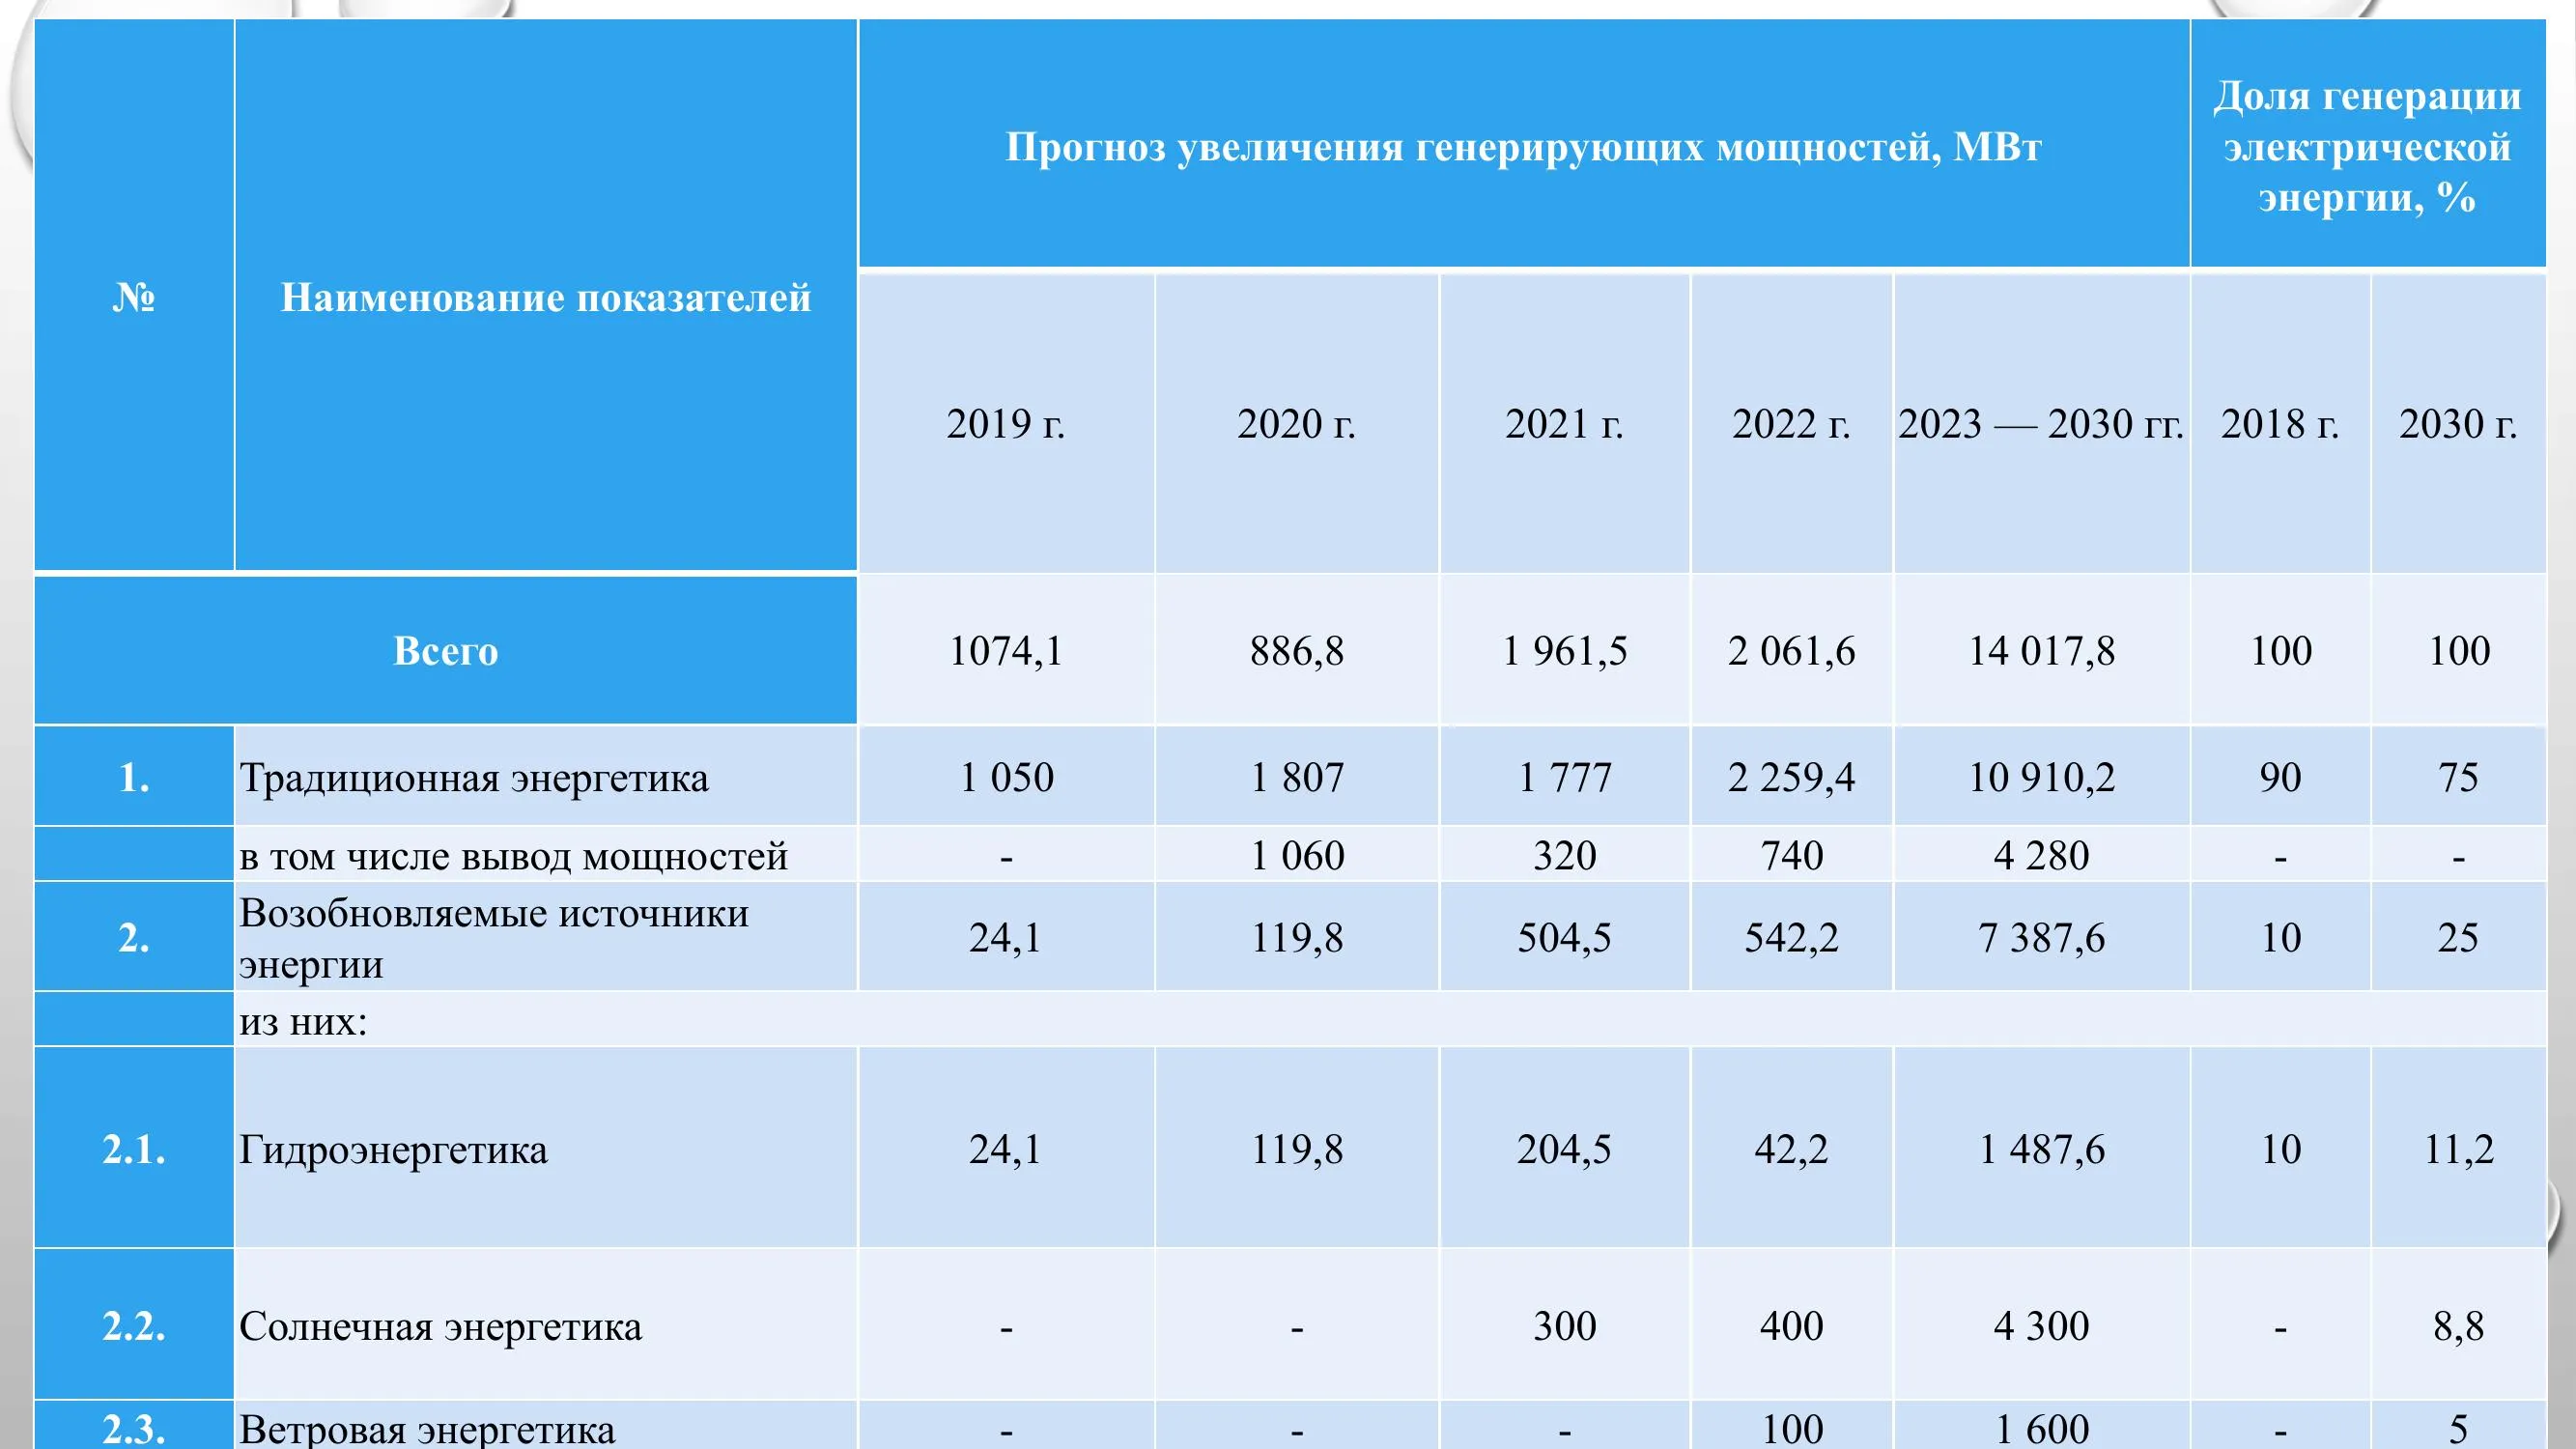 №
Наименование показателей
Прогноз увеличения генерирующих мощностей, МВт
Доля генерации
электрической
энергии, %
2019 г. 2020 г. 2021 г. 2022 г. 2023 — 2030 гг. 2018 г. 2030 г.
Всего 1074,1 886,8 1 961,5 2 061,6 14 017,8 100 100
1. Традиционная энергетика 1 050 1 807 1 777 2 259,4 10 910,2 90 75
в том числе вывод мощностей - 1 060 320 740 4 280 - -
2. Возобновляемые источники
энергии 24,1 119,8 504,5 542,2 7 387,6 10 25
из них:
2.1. Гидроэнергетика 24,1 119,8 204,5 42,2 1 487,6 10 11,2
2.2. Солнечная энергетика - - 300 400 4 300 - 8,8
2.3. Ветровая энергетика - - - 100 1 600 - 5